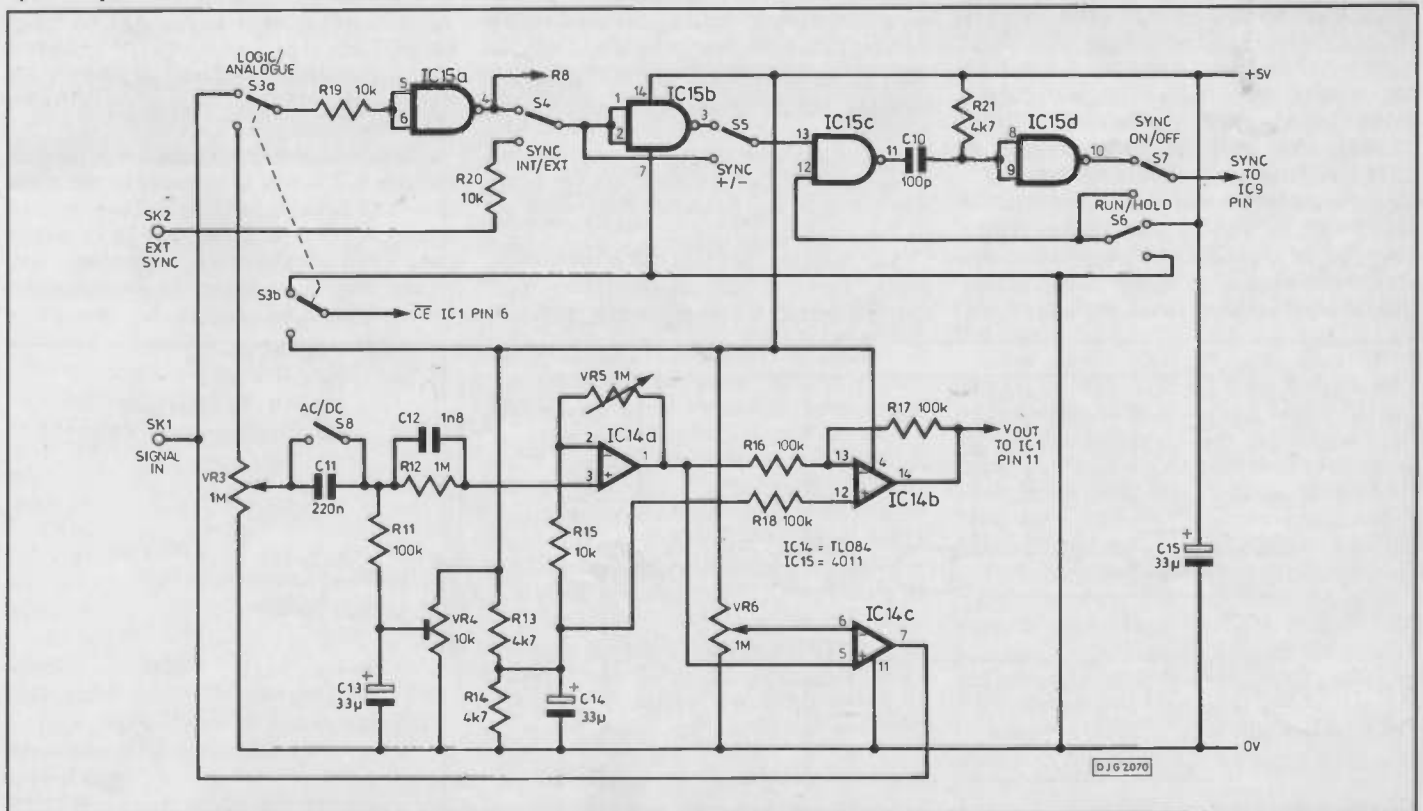 LOGIC/
ANALOGUE
S3a
R19 10k
5
6
IC15a
4
R8
S4
SYNC
INT/EXT
R20
10k
SK2
EXT
SYNC
14
1
2
7
IC15b
3
S5
SYNC
+/-
13
12
IC15c
11
C10
100p
R21
4k7
8
9
IC15d
10
SYNC
ON/OFF
S7
SYNC
TO
IC9
PIN
RUN/HOLD
S6
+5V
S3b
CE IC1 PIN 6
SK1
SIGNAL
IN
VR3
1M
AC/DC
S8
C11
220n
C12 1n8
R12 1M
R11
100k
C13
33µ
+
VR4
10k
R13
4k7
R14
4k7
VR5 1M
2
3
IC14a
1
R15
10k
C14
33µ
+
R16 100k
R18 100k
R17 100k
13
12
4
14
IC14b
VOUT
TO IC1
PIN 11
IC14 = TL084
IC15 = 4011
VR6
1M
6
5
IC14c
7
11
C15
33µ
+
0V
DJG2070